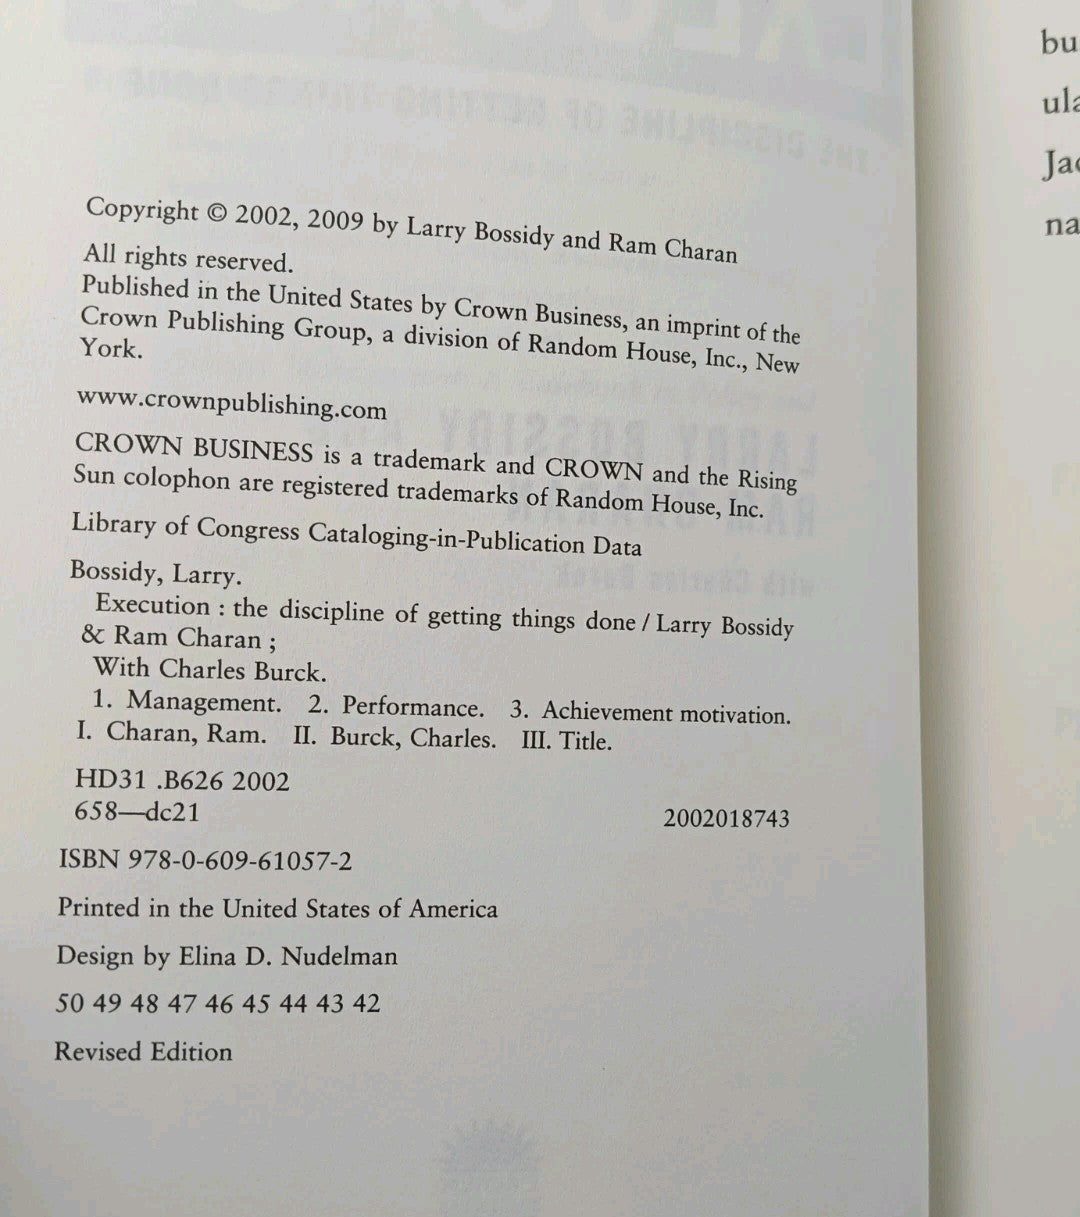 Copyright © 2002, 2009 by Larry Bossidy and Ram Charan
All rights reserved.
Published in the United States by Crown Business, an imprint of the
Crown Publishing Group, a division of Random House, Inc., New
York.
www.crownpublishing.com
CROWN BUSINESS is a trademark and CROWN and the Rising
Sun colophon are registered trademarks of Random House, Inc.
Library of Congress Cataloging-in-Publication Data
Bossidy, Larry.
Execution : the discipline of getting things done / Larry Bossidy
& Ram Charan ;
With Charles Burck.
1. Management. 2. Performance. 3. Achievement motivation.
I. Charan, Ram. II. Burck, Charles. III. Title.
HD31 .B626 2002
658—dc21 2002018743
ISBN 978-0-609-61057-2
Printed in the United States of America
Design by Elina D. Nudelman
50 49 48 47 46 45 44 43 42
Revised Edition